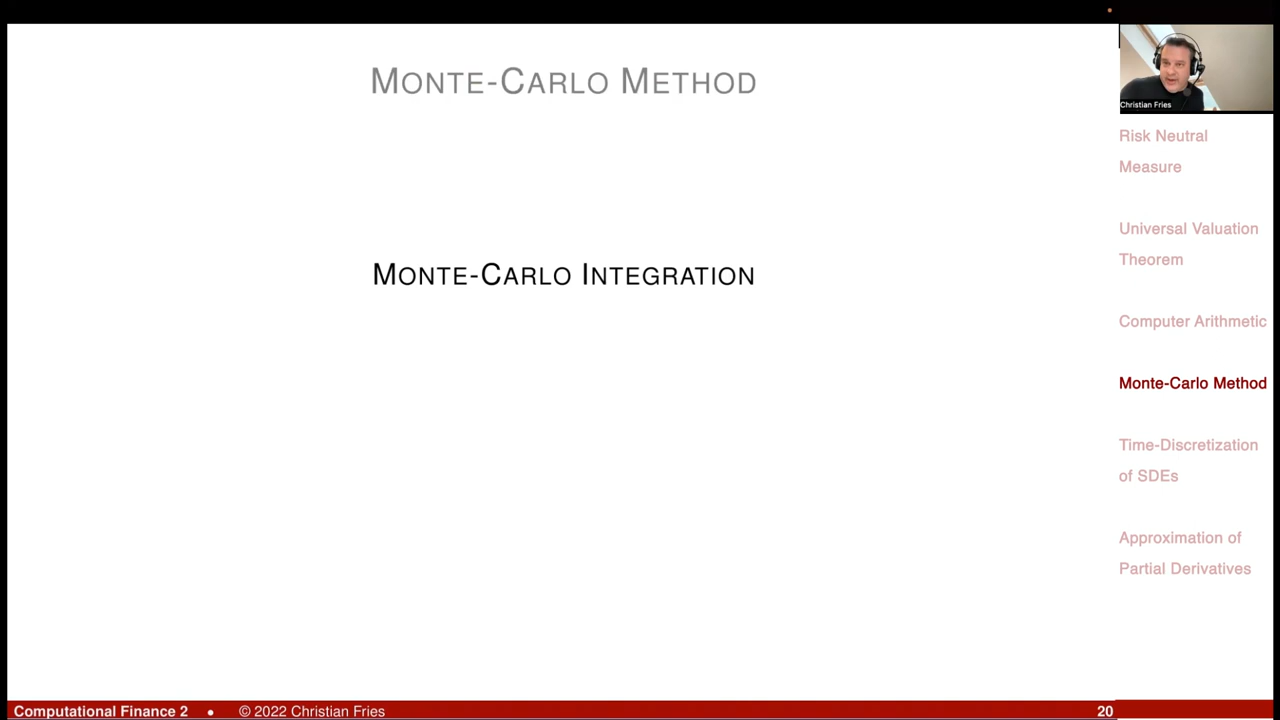 MONTE-CARLO METHOD
MONTE-CARLO INTEGRATION
Christian Fries
Risk Neutral
Measure
Universal Valuation
Theorem
Computer Arithmetic
Monte-Carlo Method
Time-Discretization
of SDEs
Approximation of
Partial Derivatives
Computational Finance 2 • © 2022 Christian Fries 20